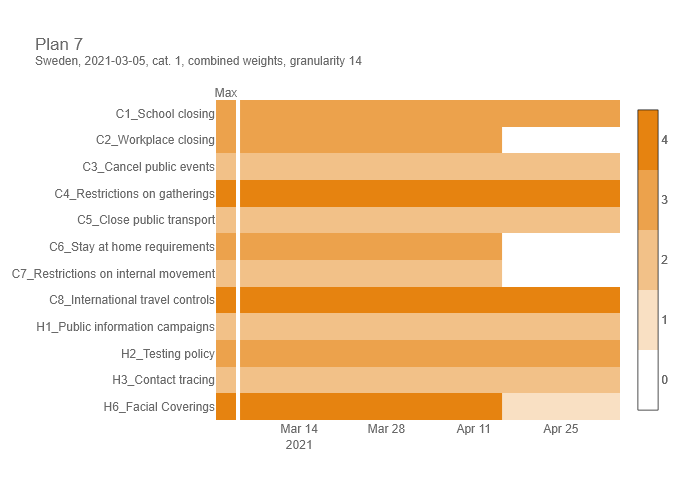 Plan 7
Sweden, 2021-03-05, cat. 1, combined weights, granularity 14
Max
C1_School closing
C2_Workplace closing
C3_Cancel public events
C4_Restrictions on gatherings
C5_Close public transport
C6_Stay at home requirements
C7_Restrictions on internal movement
C8_International travel controls
H1_Public information campaigns
H2_Testing policy
H3_Contact tracing
H6_Facial Coverings
Mar 14 Mar 28 Apr 11 Apr 25
2021
4
3
2
1
0